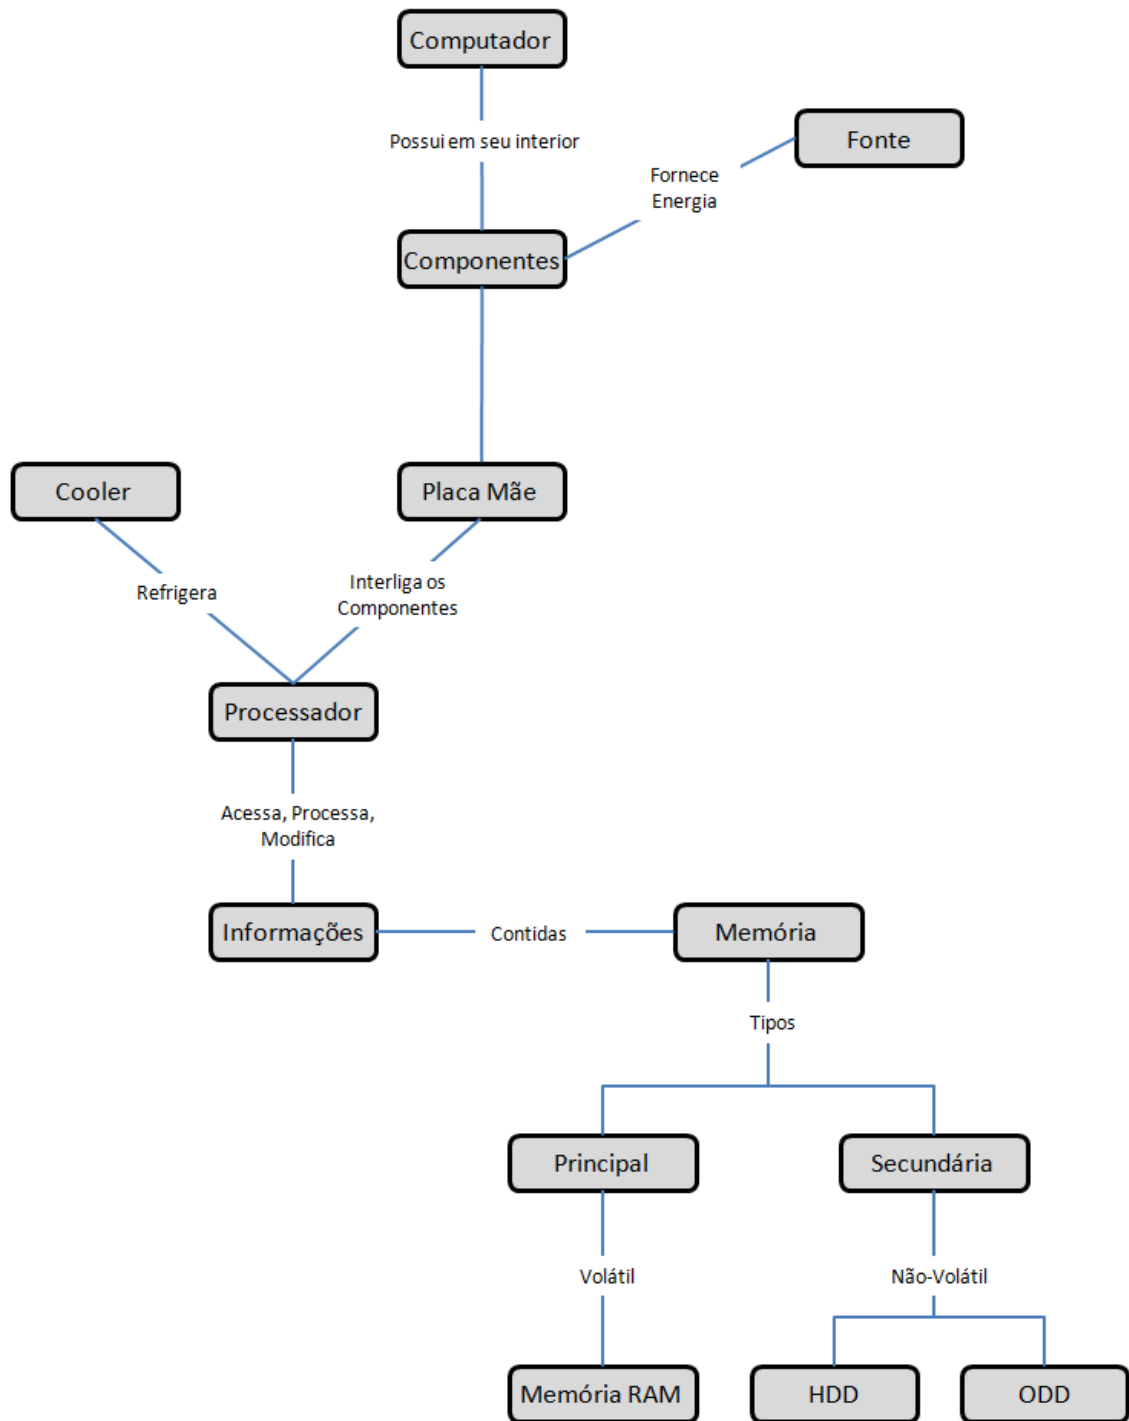 Computador
Possui em seu interior
Fonte
Fornece
Energia
Componentes
Cooler
Placa Mãe
Refrigera
Interliga os
Componentes
Processador
Acessa, Processa,
Modifica
Informações
Contidas
Memória
Tipos
Principal
Secundária
Volátil
Não-Volátil
Memória RAM
HDD
ODD